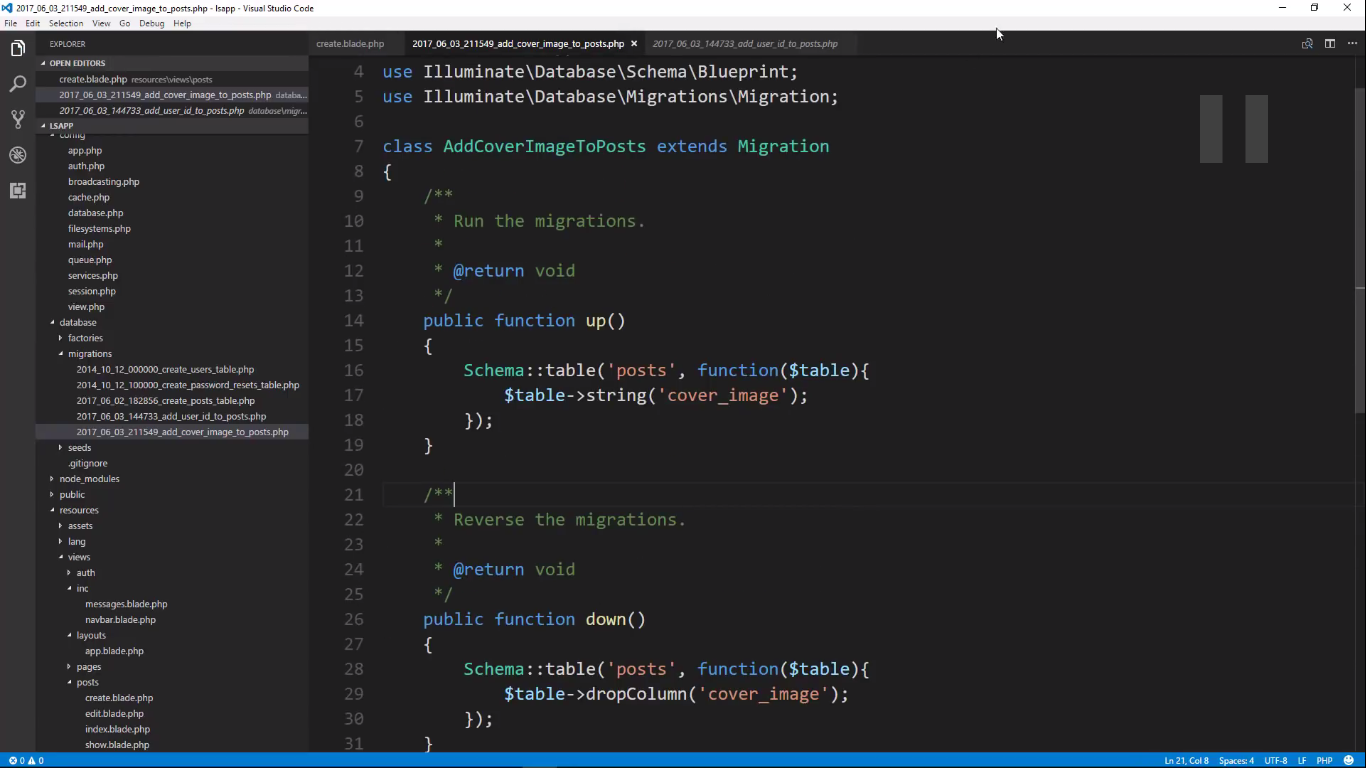 2017_06_03_211549_add_cover_image_to_posts.php - lsapp - Visual Studio Code
File Edit Selection View Go Debug Help
EXPLORER
OPEN EDITORS
create.blade.php resources\views\posts
2017_06_03_211549_add_cover_image_to_posts.php databa...
2017_06_03_144733_add_user_id_to_posts.php database\migr...
LSAPP
config
app.php
auth.php
broadcasting.php
cache.php
database.php
filesystems.php
mail.php
queue.php
services.php
session.php
view.php
database
factories
migrations
2014_10_12_000000_create_users_table.php
2014_10_12_100000_create_password_resets_table.php
2017_06_02_182856_create_posts_table.php
2017_06_03_144733_add_user_id_to_posts.php
2017_06_03_211549_add_cover_image_to_posts.php
seeds
.gitignore
node_modules
public
resources
assets
lang
views
auth
inc
messages.blade.php
navbar.blade.php
layouts
app.blade.php
pages
posts
create.blade.php
edit.blade.php
index.blade.php
show.blade.php
create.blade.php 2017_06_03_211549_add_cover_image_to_posts.php × 2017_06_03_144733_add_user_id_to_posts.php
4 use Illuminate\Database\Schema\Blueprint;
5 use Illuminate\Database\Migrations\Migration;
6
7 class AddCoverImageToPosts extends Migration
8 {
9 /**
10 * Run the migrations.
11 *
12 * @return void
13 */
14 public function up()
15 {
16 Schema::table('posts', function($table){
17 $table->string('cover_image');
18 });
19 }
20
21 /**
22 * Reverse the migrations.
23 *
24 * @return void
25 */
26 public function down()
27 {
28 Schema::table('posts', function($table){
29 $table->dropColumn('cover_image');
30 });
31 }
0 0 Ln 21, Col 8 Spaces: 4 UTF-8 LF PHP